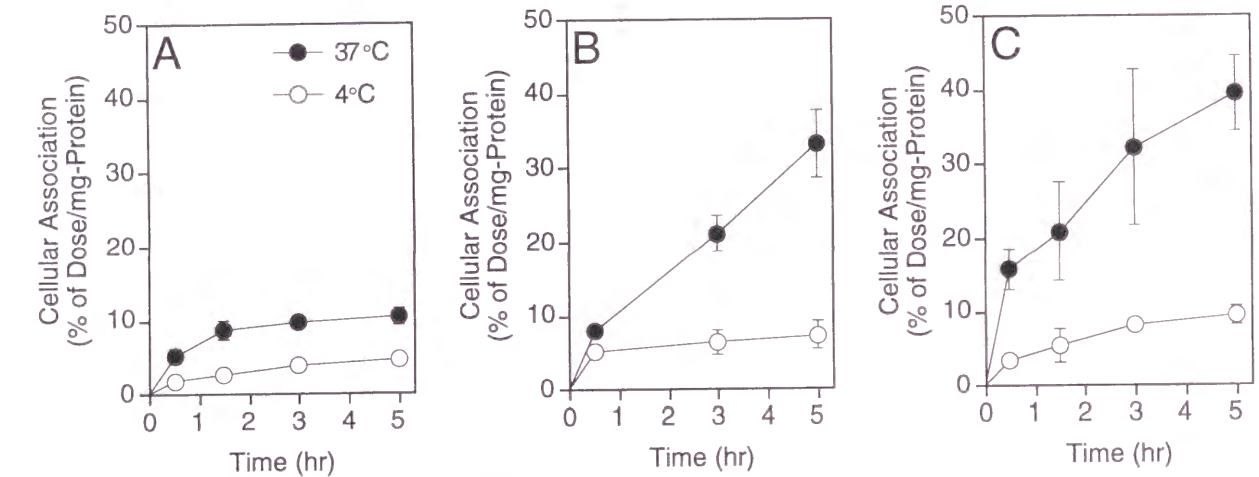 A
37°C
4°C
Cellular Association
(% of Dose/mg-Protein)
50
40
30
20
10
0
0 1 2 3 4 5
Time (hr)
B
Cellular Association
(% of Dose/mg-Protein)
50
40
30
20
10
0
0 1 2 3 4 5
Time (hr)
C
Cellular Association
(% of Dose/mg-Protein)
50
40
30
20
10
0
0 1 2 3 4 5
Time (hr)